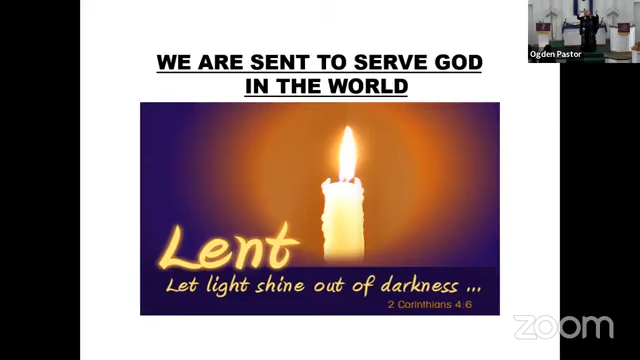 WE ARE SENT TO SERVE GOD
IN THE WORLD
Ogden Pastor
Lent
Let light shine out of darkness ...
2 Corinthians 4:6
zoom